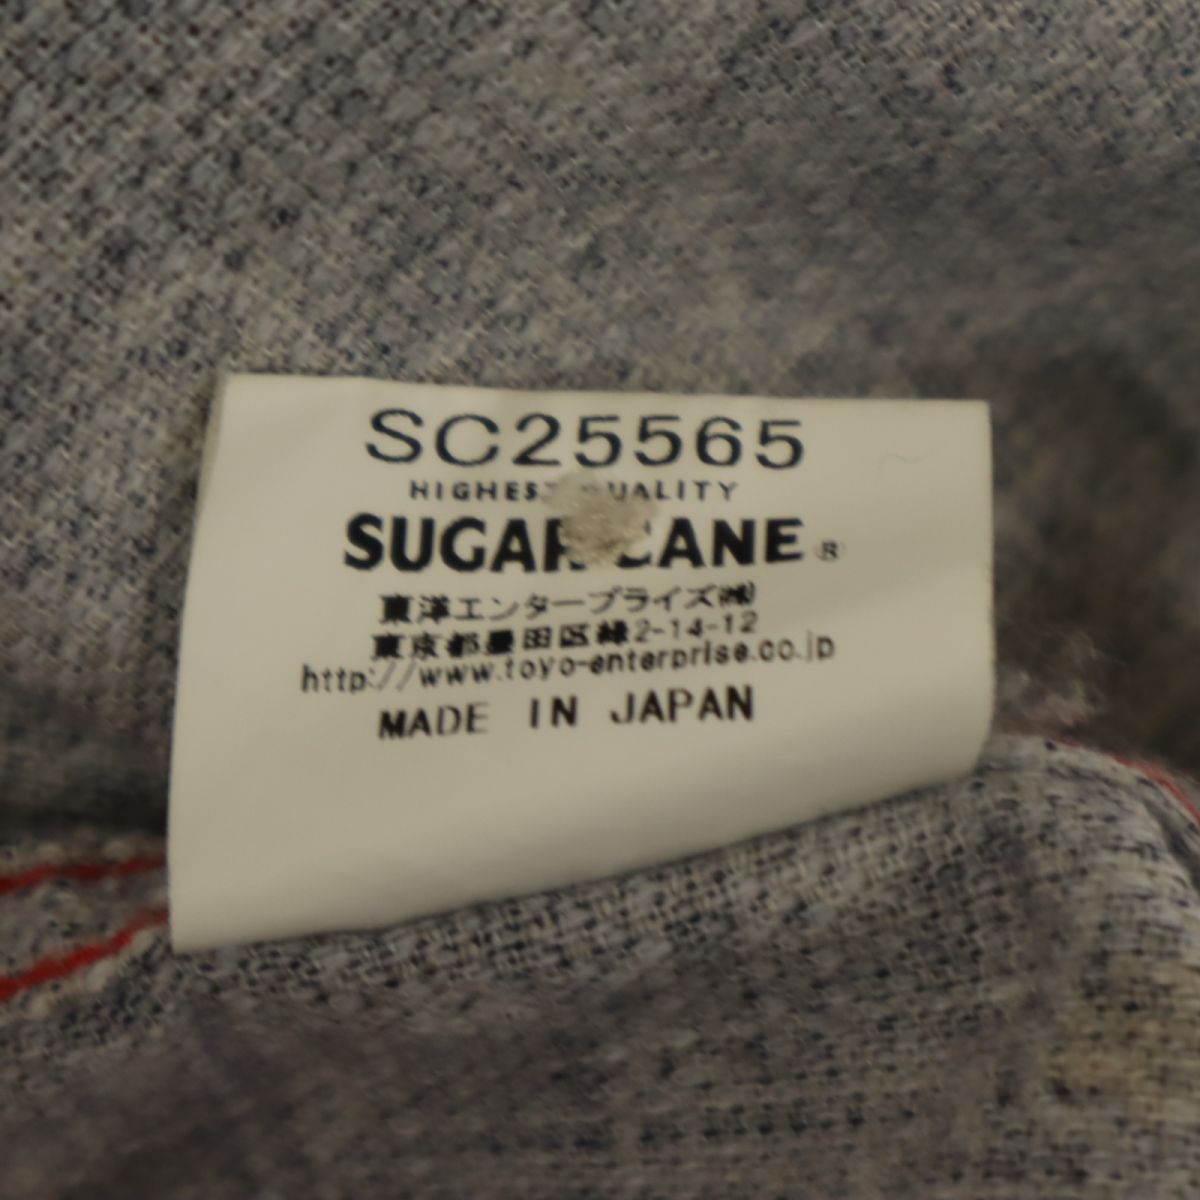 SC25565
HIGHEST QUALITY
SUGAR CANE ®
東洋エンタープライズ㈱
東京都墨田区緑2-14-12
http://www.toyo-enterprise.co.jp
MADE IN JAPAN